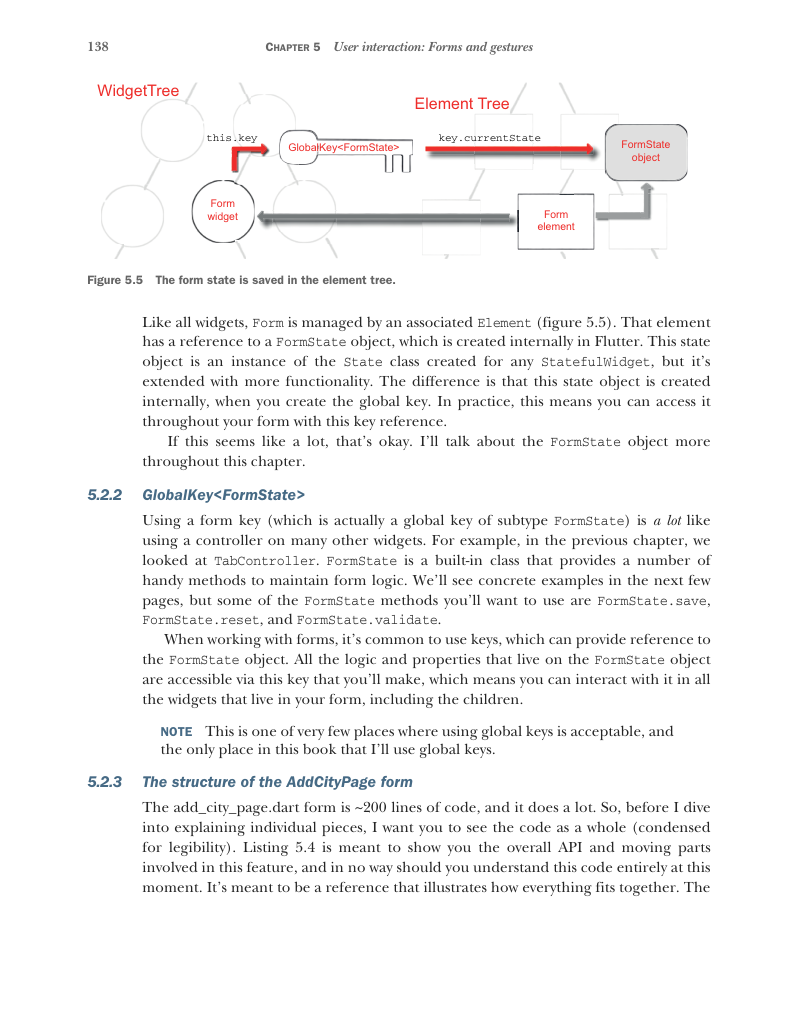 138
CHAPTER 5 User interaction: Forms and gestures
WidgetTree
Element Tree
this.key
key.currentState
GlobalKey<FormState>
FormState
object
Form
widget
Form
element
Figure 5.5 The form state is saved in the element tree.
Like all widgets, Form is managed by an associated Element (figure 5.5). That element
has a reference to a FormState object, which is created internally in Flutter. This state
object is an instance of the State class created for any StatefulWidget, but it’s
extended with more functionality. The difference is that this state object is created
internally, when you create the global key. In practice, this means you can access it
throughout your form with this key reference.
If this seems like a lot, that’s okay. I’ll talk about the FormState object more
throughout this chapter.
5.2.2 GlobalKey<FormState>
Using a form key (which is actually a global key of subtype FormState) is a lot like
using a controller on many other widgets. For example, in the previous chapter, we
looked at TabController. FormState is a built-in class that provides a number of
handy methods to maintain form logic. We’ll see concrete examples in the next few
pages, but some of the FormState methods you’ll want to use are FormState.save,
FormState.reset, and FormState.validate.
When working with forms, it’s common to use keys, which can provide reference to
the FormState object. All the logic and properties that live on the FormState object
are accessible via this key that you’ll make, which means you can interact with it in all
the widgets that live in your form, including the children.
NOTE This is one of very few places where using global keys is acceptable, and
the only place in this book that I’ll use global keys.
5.2.3 The structure of the AddCityPage form
The add_city_page.dart form is ~200 lines of code, and it does a lot. So, before I dive
into explaining individual pieces, I want you to see the code as a whole (condensed
for legibility). Listing 5.4 is meant to show you the overall API and moving parts
involved in this feature, and in no way should you understand this code entirely at this
moment. It’s meant to be a reference that illustrates how everything fits together. The